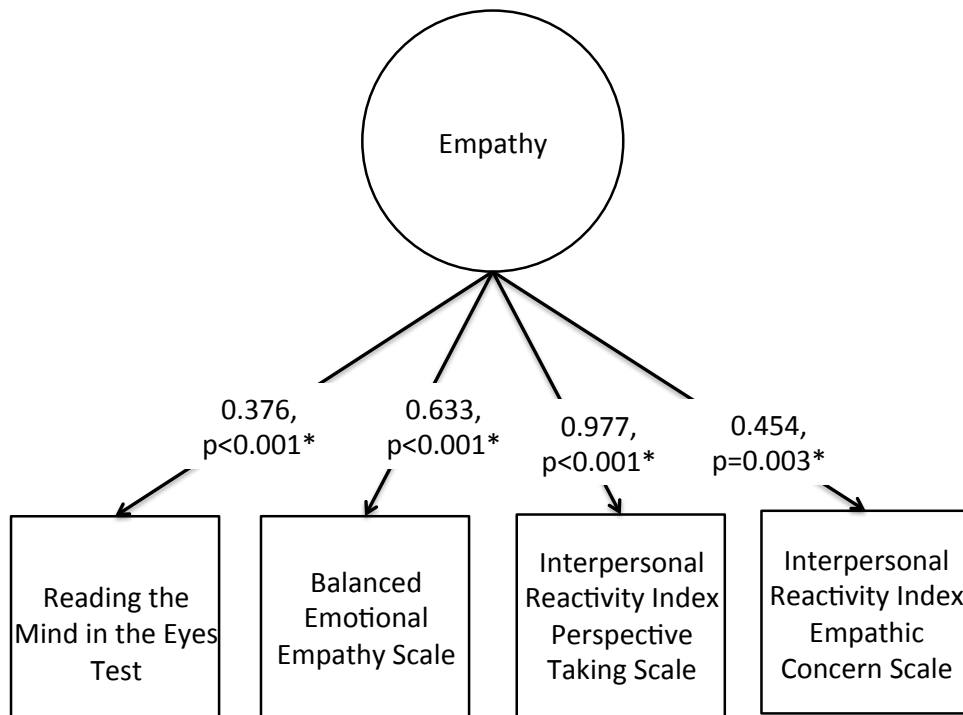 Empathy
0.376,
p<0.001*
0.633,
p<0.001*
0.977,
p<0.001*
0.454,
p=0.003*
Reading the
Mind in the Eyes
Test
Balanced
Emotional
Empathy Scale
Interpersonal
Reactivity Index
Perspective
Taking Scale
Interpersonal
Reactivity Index
Empathic
Concern Scale